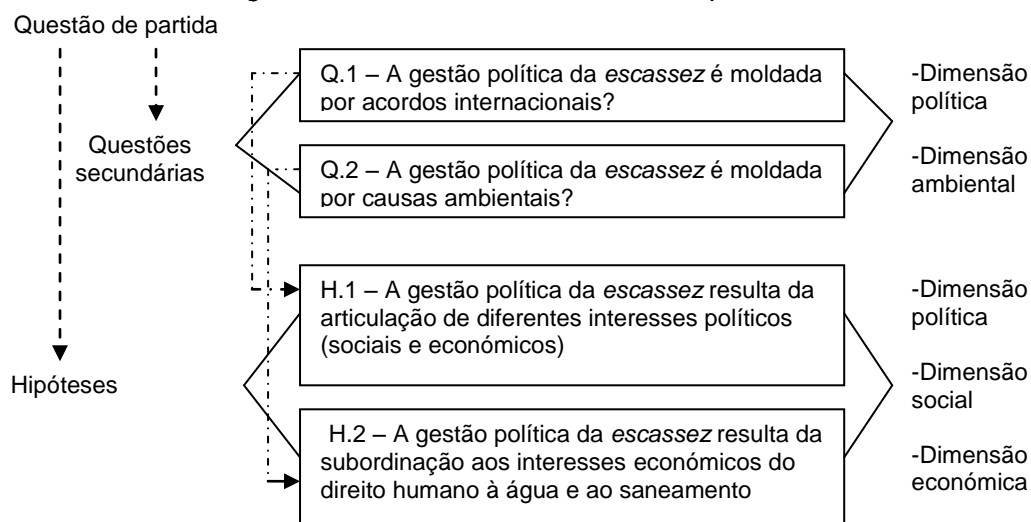 Questão de partida
Q.1 – A gestão política da escassez é moldada
por acordos internacionais?
-Dimensão
política
Questões
secundárias
Q.2 – A gestão política da escassez é moldada
por causas ambientais?
-Dimensão
ambiental
H.1 – A gestão política da escassez resulta da
articulação de diferentes interesses políticos
(sociais e económicos)
-Dimensão
política
Hipóteses
-Dimensão
social
H.2 – A gestão política da escassez resulta da
subordinação aos interesses económicos do
direito humano à água e ao saneamento
-Dimensão
económica